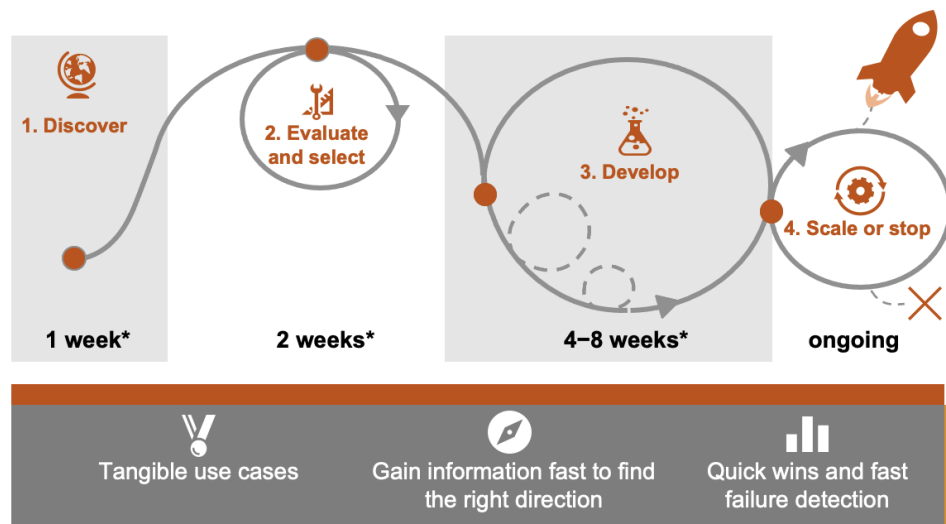 1. Discover
2. Evaluate
and select
3. Develop
4. Scale or stop
1 week*
2 weeks*
4–8 weeks*
ongoing
Tangible use cases
Gain information fast to find
the right direction
Quick wins and fast
failure detection